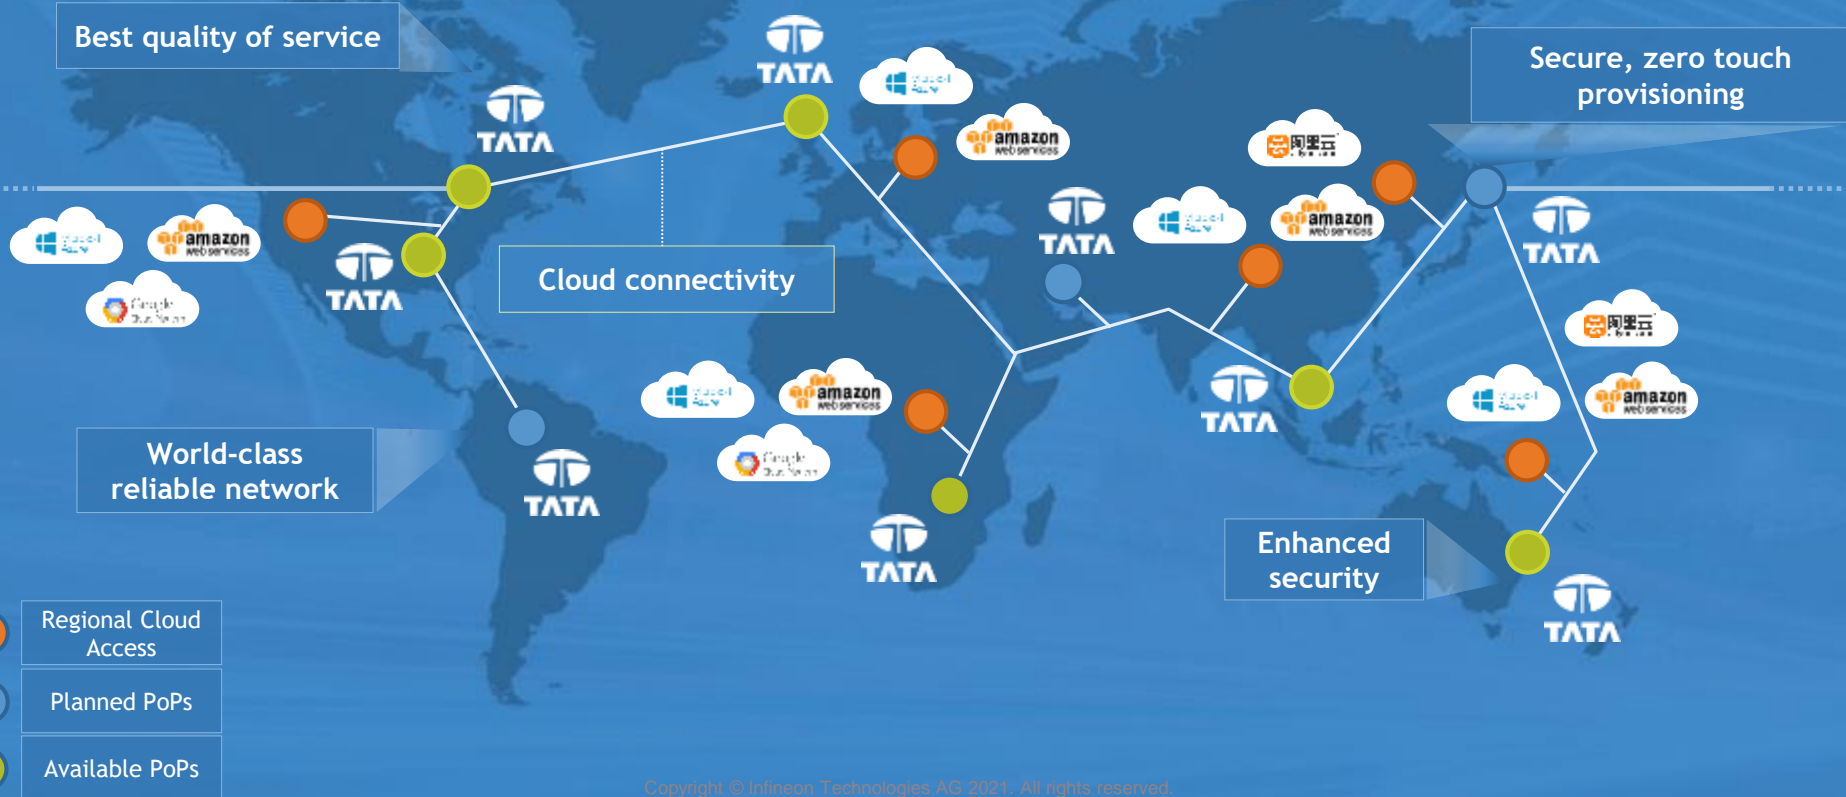 Best quality of service
TATA
Secure, zero touch
provisioning
TATA
amazon
web services
阿里云
amazon
web services
TATA
TATA
amazon
web services
TATA
Cloud connectivity
阿里云
amazon
web services
amazon
web services
TATA
World-class
reliable network
TATA
TATA
Enhanced
security
TATA
Regional Cloud
Access
Planned PoPs
Available PoPs
Copyright © Infineon Technologies AG 2021. All rights reserved.